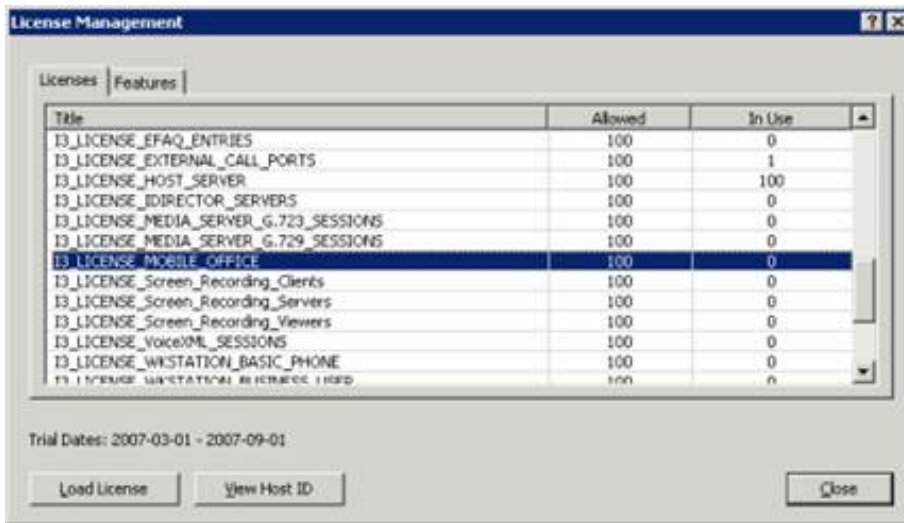 License Management
Licenses Features
Title Allowed In Use
I3_LICENSE_EFAQ_ENTRIES 100 0
I3_LICENSE_EXTERNAL_CALL_PORTS 100 1
I3_LICENSE_HOST_SERVER 100 100
I3_LICENSE_IDIRECTOR_SERVERS 100 0
I3_LICENSE_MEDIA_SERVER_G.723_SESSIONS 100 0
I3_LICENSE_MEDIA_SERVER_G.729_SESSIONS 100 0
I3_LICENSE_MOBILE_OFFICE 100 0
I3_LICENSE_Screen_Recording_Clients 100 0
I3_LICENSE_Screen_Recording_Servers 100 0
I3_LICENSE_Screen_Recording_Viewers 100 0
I3_LICENSE_VoiceXML_SESSIONS 100 0
I3_LICENSE_WKSTATION_BASIC_PHONE 100 0
I3_LICENSE_WKSTATION_BUSINESS_USER 100 0
Trial Dates: 2007-03-01 - 2007-09-01
Load License View Host ID Close